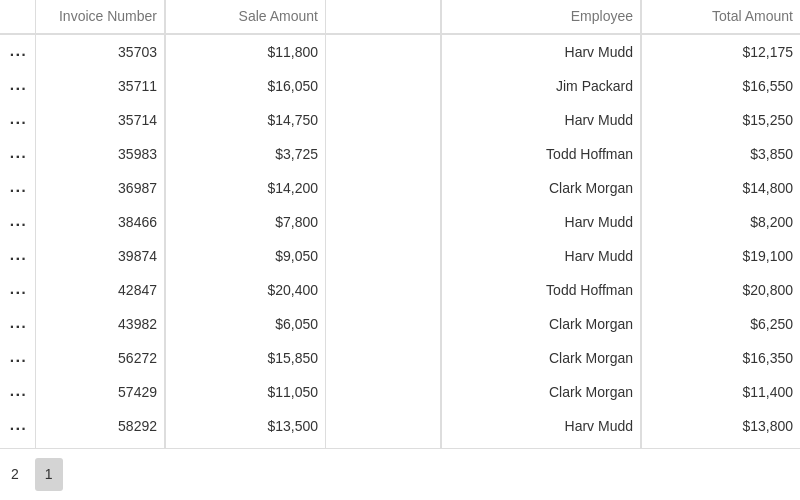 Invoice Number Sale Amount Employee Total Amount
... 35703 $11,800 Harv Mudd $12,175
... 35711 $16,050 Jim Packard $16,550
... 35714 $14,750 Harv Mudd $15,250
... 35983 $3,725 Todd Hoffman $3,850
... 36987 $14,200 Clark Morgan $14,800
... 38466 $7,800 Harv Mudd $8,200
... 39874 $9,050 Harv Mudd $19,100
... 42847 $20,400 Todd Hoffman $20,800
... 43982 $6,050 Clark Morgan $6,250
... 56272 $15,850 Clark Morgan $16,350
... 57429 $11,050 Clark Morgan $11,400
... 58292 $13,500 Harv Mudd $13,800
2 1